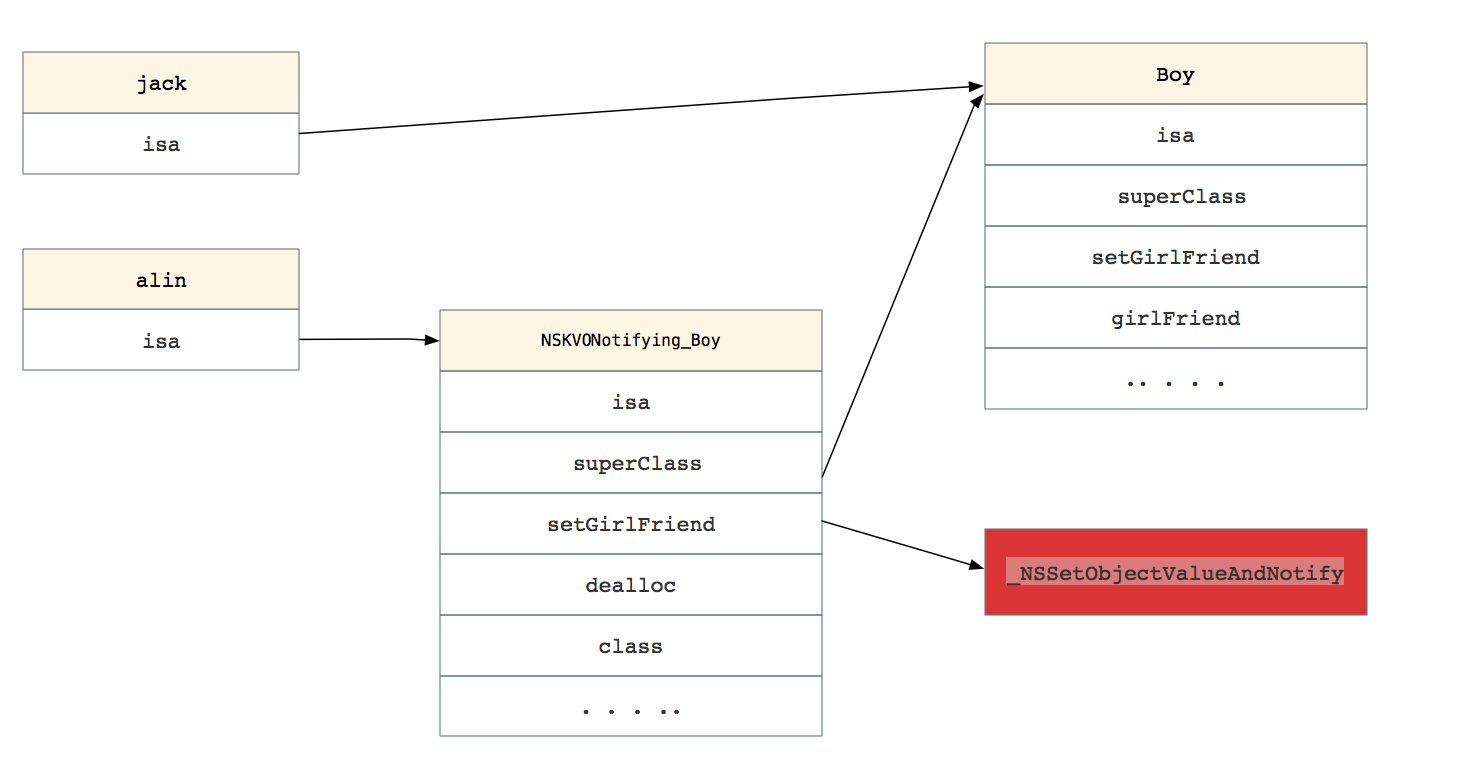 jack
isa
alin
isa
NSKVONotifying_Boy
isa
superClass
setGirlFriend
dealloc
class
. . . ..
Boy
isa
superClass
setGirlFriend
girlFriend
.. . . .
_NSSetObjectValueAndNotify